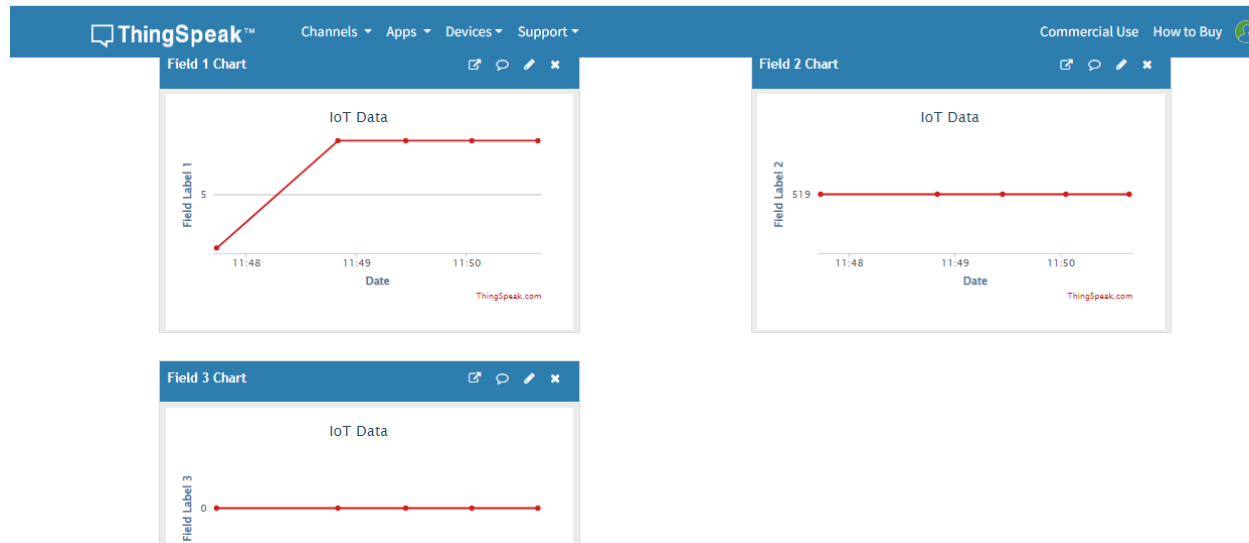 ThingSpeak™ Channels Apps Devices Support Commercial Use How to Buy
Field 1 Chart
IoT Data
Field Label 1
5
11:48 11:49 11:50
Date
ThingSpeak.com
Field 2 Chart
IoT Data
Field Label 2
519
11:48 11:49 11:50
Date
ThingSpeak.com
Field 3 Chart
IoT Data
Field Label 3
0